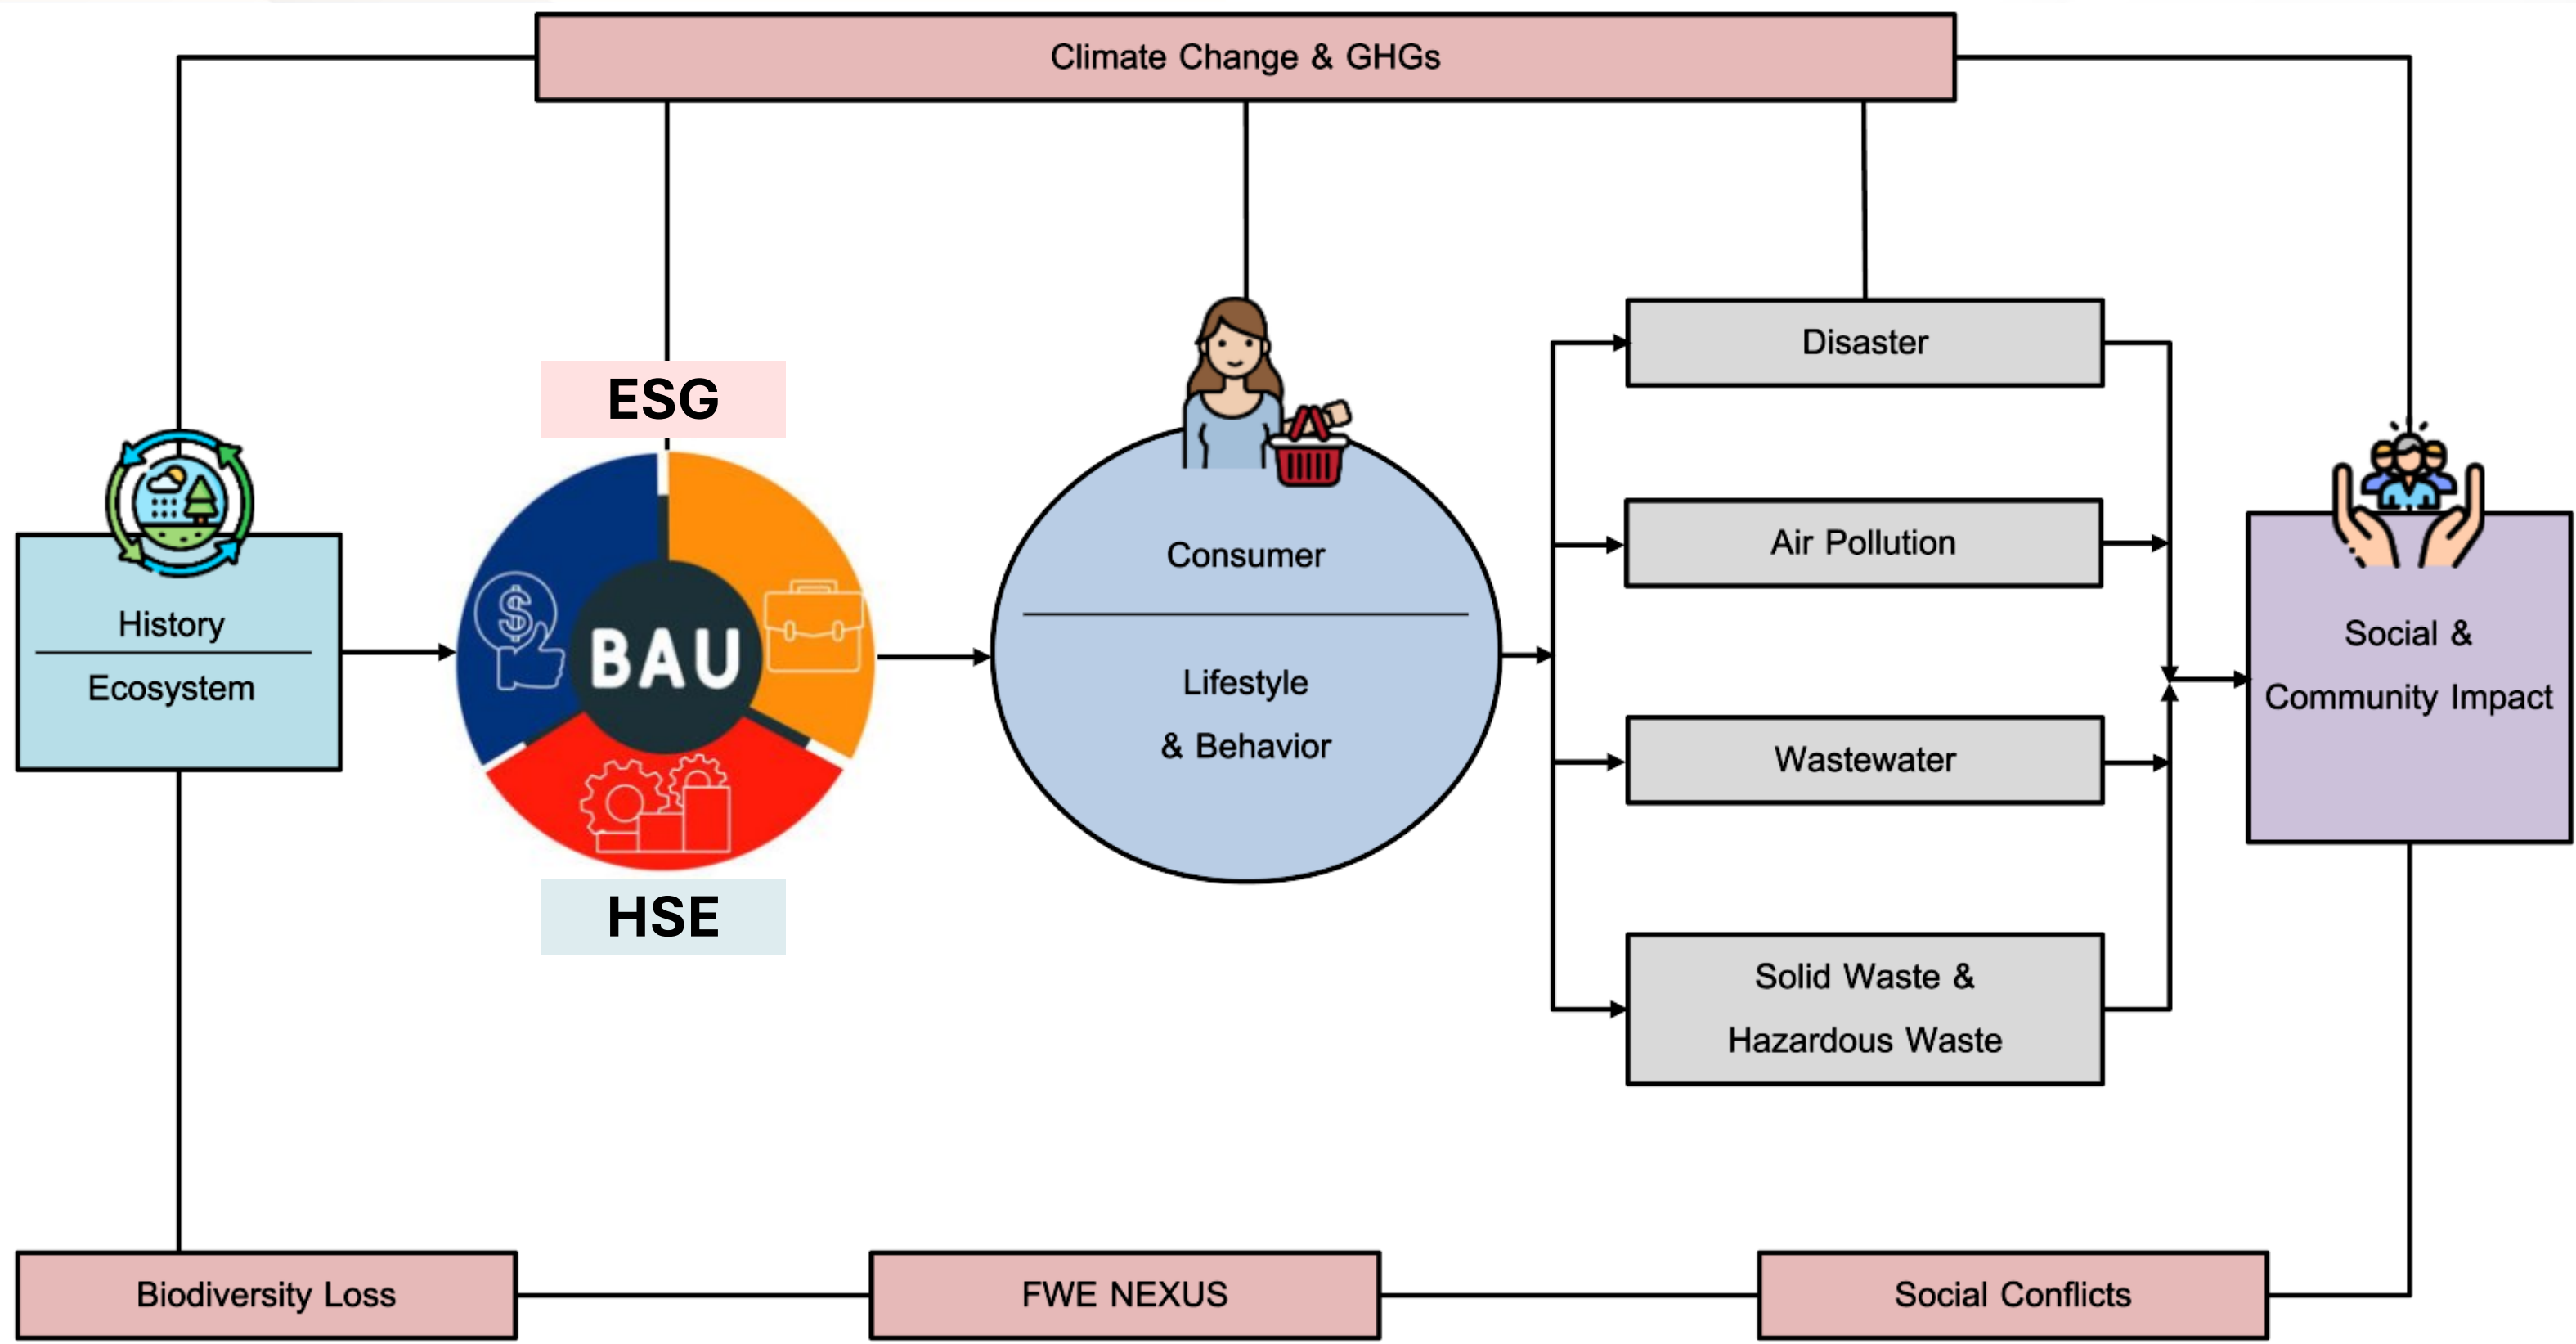 Climate Change & GHGs
ESG
History
Ecosystem
BAU
HSE
Consumer
Lifestyle
& Behavior
Disaster
Air Pollution
Wastewater
Solid Waste &
Hazardous Waste
Social &
Community Impact
Biodiversity Loss
FWE NEXUS
Social Conflicts